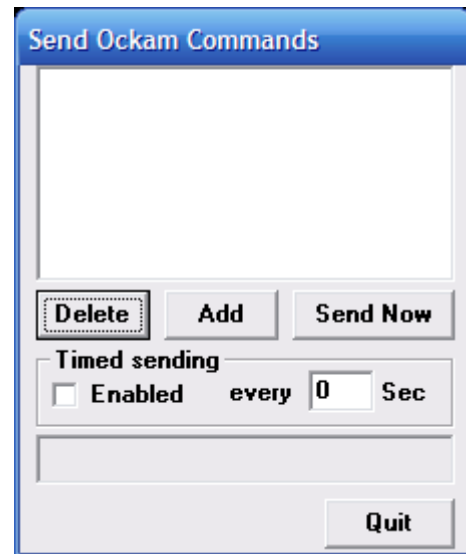 Send Ockam Commands
Delete Add Send Now
Timed sending
Enabled every 0 Sec
Quit